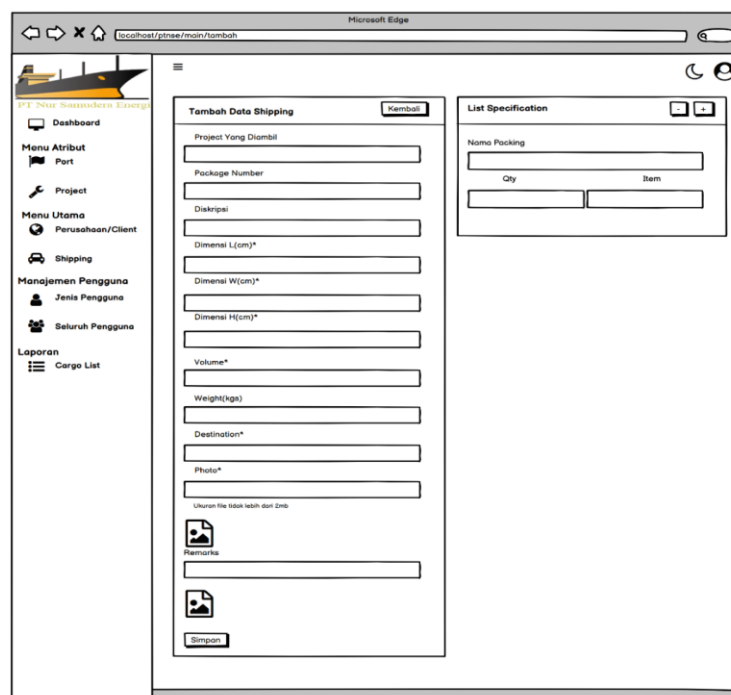 Microsoft Edge
localhost/ptnse/main/tambah
PT Nur Samudera Energi
Dashboard
Menu Atribut
Port
Project
Menu Utama
Perusahaan/Client
Shipping
Manajemen Pengguna
Jenis Pengguna
Seluruh Pengguna
Laporan
Cargo List
Tambah Data Shipping
Kembali
Project Yang Diambil
Package Number
Diskripsi
Dimensi L(cm)*
Dimensi W(cm)*
Dimensi H(cm)*
Volume*
Weight(kgs)
Destination*
Photo*
Ukuran file tidak lebih dari 2mb
Remarks
Simpan
List Specification
- +
Nama Packing
Qty Item